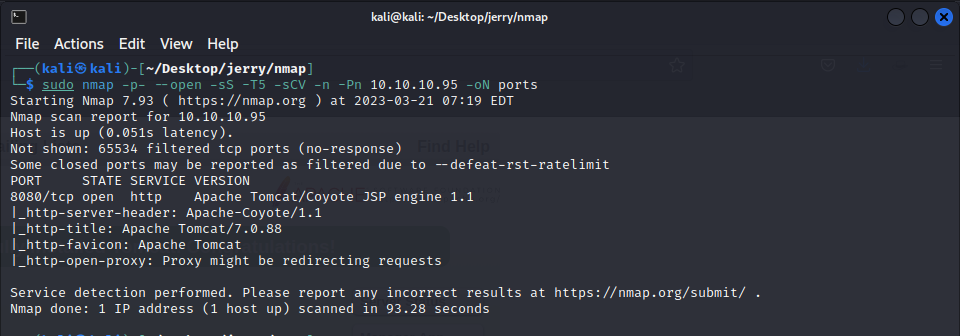 kali@kali: ~/Desktop/jerry/nmap
File Actions Edit View Help
┌──(kali㉿kali)-[~/Desktop/jerry/nmap]
└─$ sudo nmap -p- --open -sS -T5 -sCV -n -Pn 10.10.10.95 -oN ports
Starting Nmap 7.93 ( https://nmap.org ) at 2023-03-21 07:19 EDT
Nmap scan report for 10.10.10.95
Host is up (0.051s latency).
Not shown: 65534 filtered tcp ports (no-response)
Some closed ports may be reported as filtered due to --defeat-rst-ratelimit
PORT     STATE SERVICE VERSION
8080/tcp open  http    Apache Tomcat/Coyote JSP engine 1.1
|_http-server-header: Apache-Coyote/1.1
|_http-title: Apache Tomcat/7.0.88
|_http-favicon: Apache Tomcat
|_http-open-proxy: Proxy might be redirecting requests
Service detection performed. Please report any incorrect results at https://nmap.org/submit/ .
Nmap done: 1 IP address (1 host up) scanned in 93.28 seconds